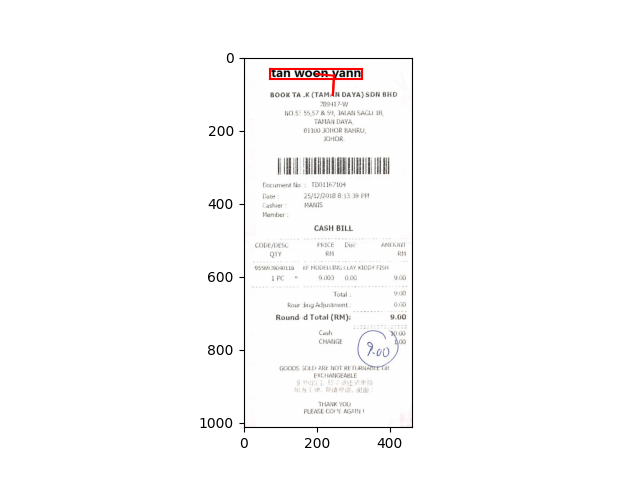 tan woon yann
BOOK TA .K (TAMAN DAYA) SDN BHD
789417-W
NO.5: 55,57 & 59, JALAN SAGU 18,
TAMAN DAYA,
81100 JOHOR BAHRU,
JOHOR.
Document No : TD01167104
Date : 25/12/2018 8:13:39 PM
Cashier : MANIS
Member :
CASH BILL
CODE/DESC PRICE Disc AMOUNT
QTY RM RM
9556939040116 KF MODELLING CLAY KIDDY FISH
1 PC * 9.000 0.00 9.00
Total : 9.00
Rounding Adjustment : 0.00
Round d Total (RM): 9.00
Cash 10.00
CHANGE 1.00
9.00
GOODS SOLD ARE NOT RETURNABLE OR
EXCHANGEABLE
THANK YOU
PLEASE COME AGAIN !
0
200
400
600
800
1000
0 200 400